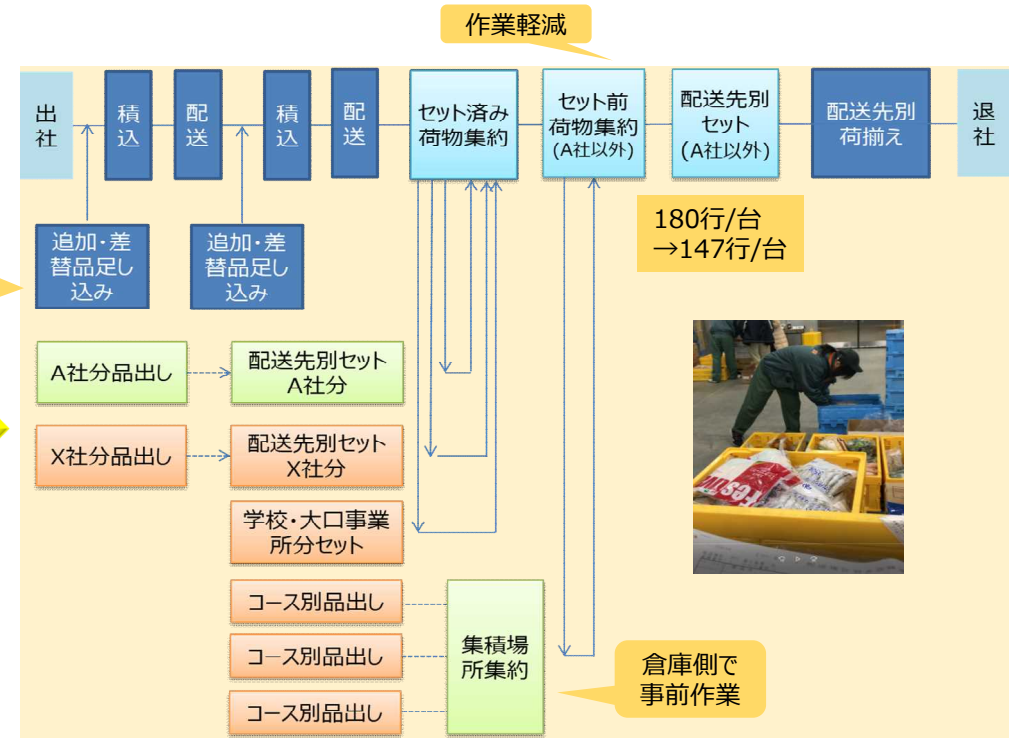 作業軽減
出
社
積
込
配
送
積
込
配
送
セット済み
荷物集約
セット前
荷物集約
(A社以外)
配送先別
セット
(A社以外)
配送先別
荷揃え
退
社
追加・差
替品足し
込み
追加・差
替品足し
込み
180行/台
→147行/台
A社分品出し
配送先別セット
A社分
X社分品出し
配送先別セット
X社分
学校・大口事業
所分セット
コース別品出し
コース別品出し
コース別品出し
集積場
所集約
倉庫側で
事前作業